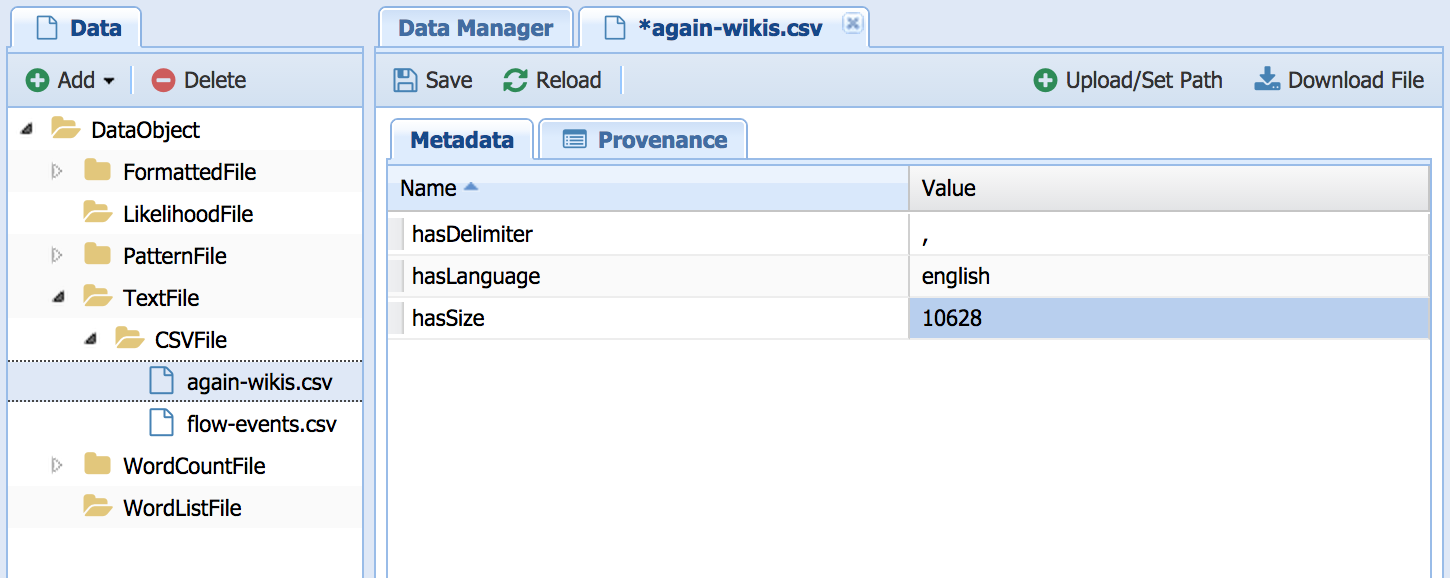 Data
Add Delete
DataObject
FormattedFile
LikelihoodFile
PatternFile
TextFile
CSVFile
again-wikis.csv
flow-events.csv
WordCountFile
WordListFile
Data Manager *again-wikis.csv
Save Reload Upload/Set Path Download File
Metadata Provenance
Name Value
hasDelimiter ,
hasLanguage english
hasSize 10628